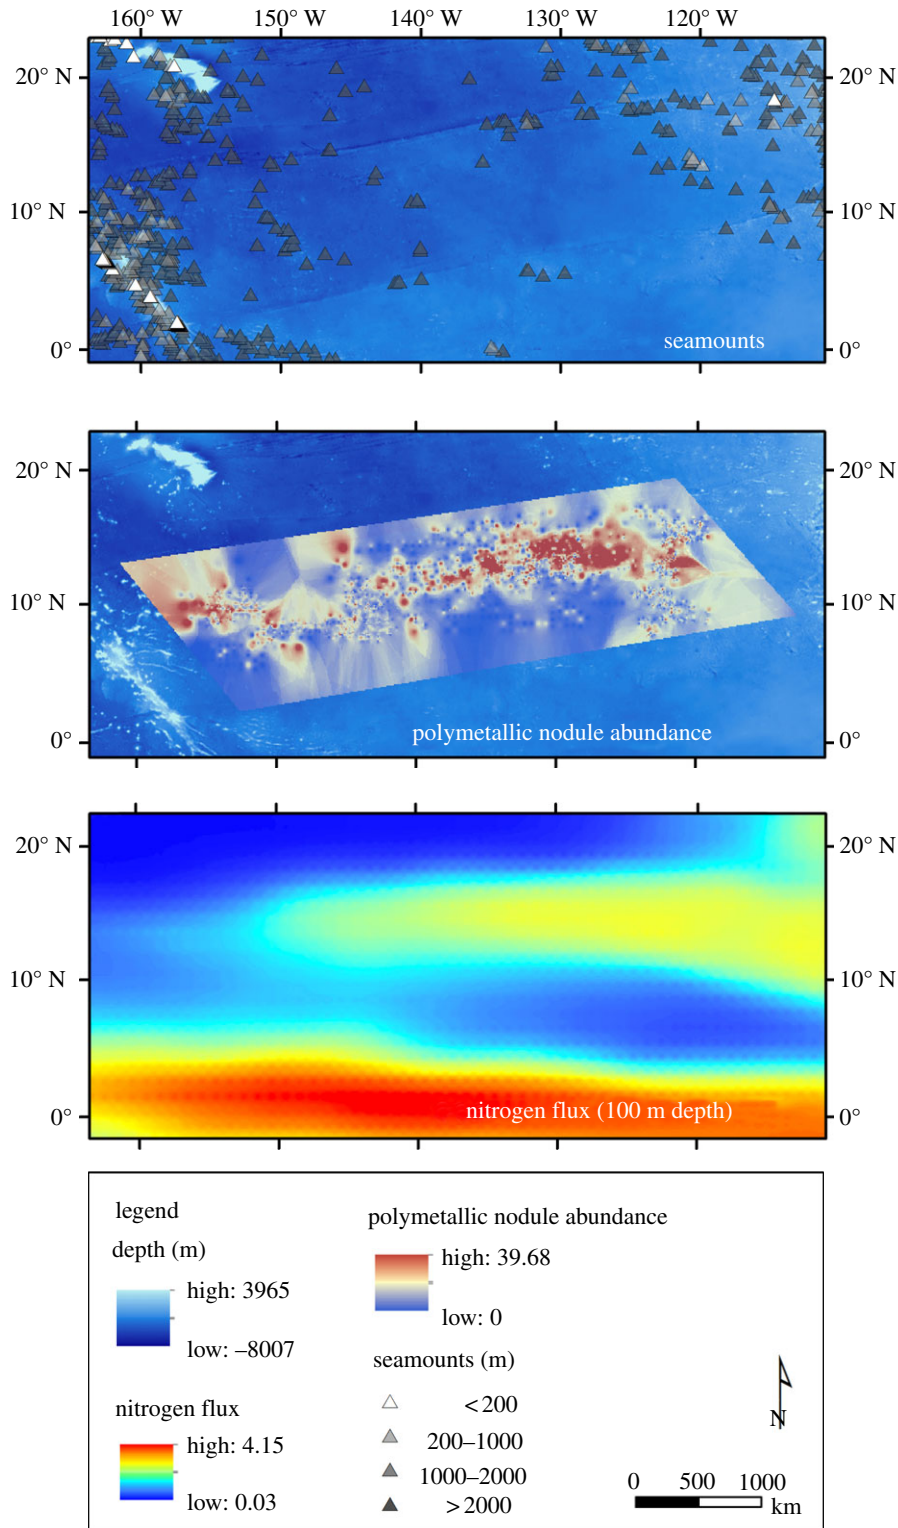 160° W 150° W 140° W 130° W 120° W
20° N 20° N
10° N 10° N
0° 0°
seamounts
20° N 20° N
10° N 10° N
0° 0°
polymetallic nodule abundance
20° N 20° N
10° N 10° N
0° 0°
nitrogen flux (100 m depth)
legend
depth (m)
high: 3965
low: –8007
nitrogen flux
high: 4.15
low: 0.03
polymetallic nodule abundance
high: 39.68
low: 0
seamounts (m)
<200
200–1000
1000–2000
>2000
N
0 500 1000
km